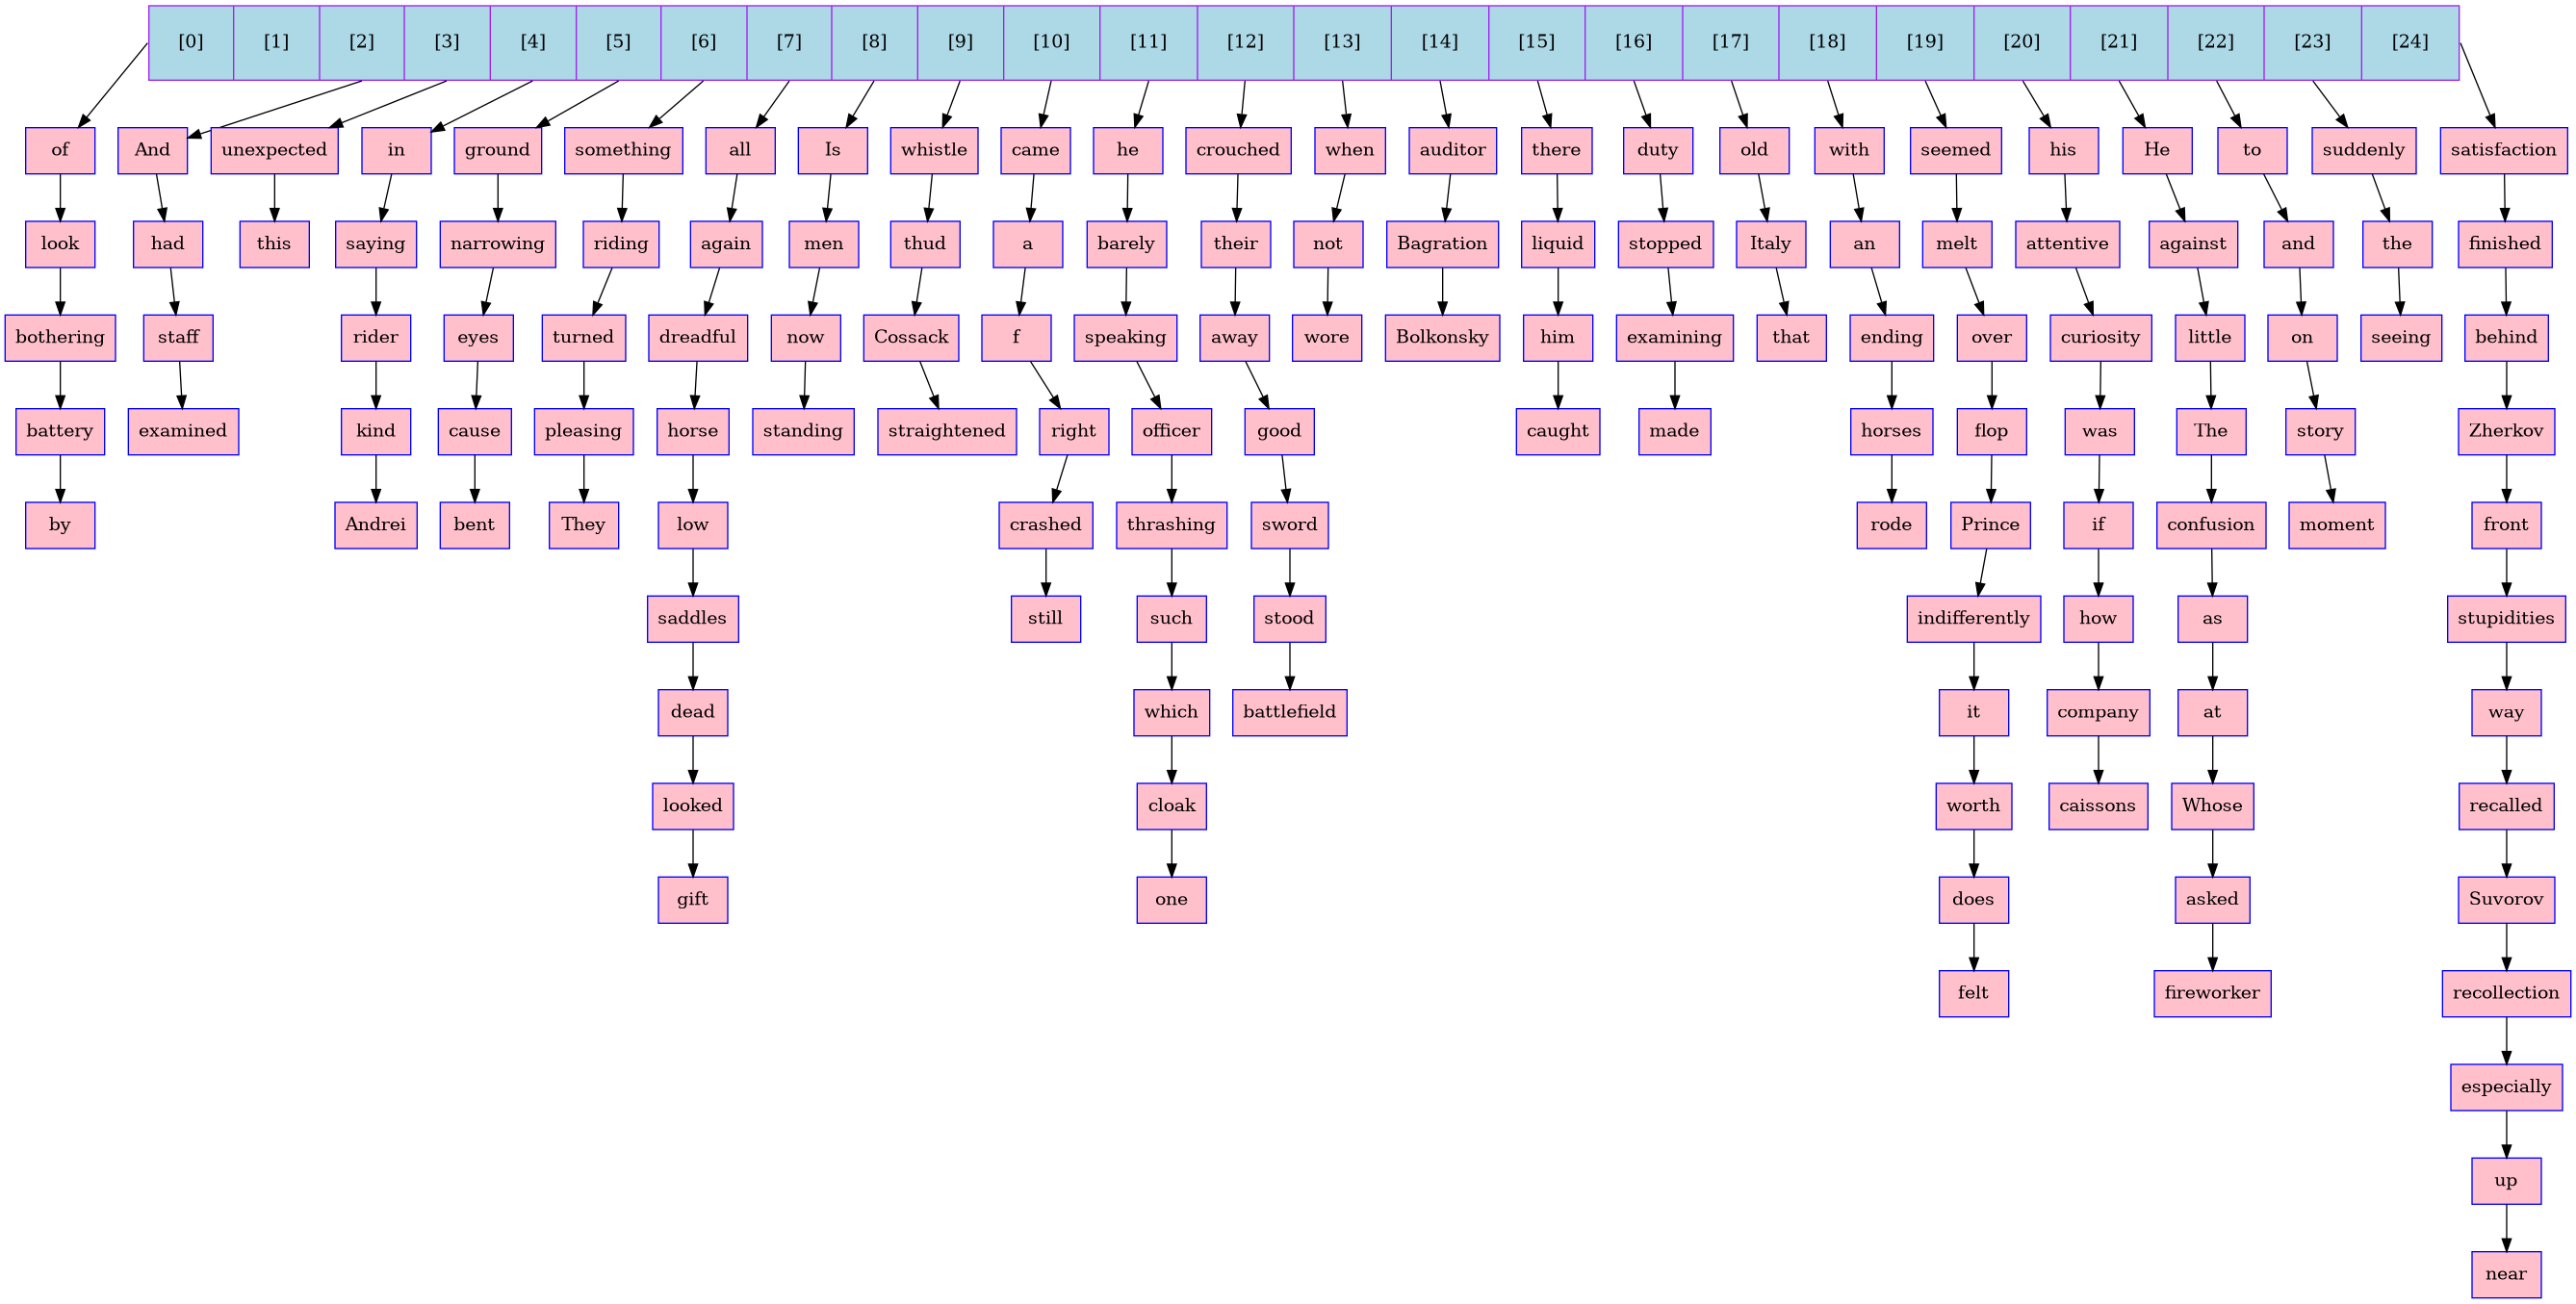 [0] [1] [2] [3] [4] [5] [6] [7] [8] [9] [10] [11] [12] [13] [14] [15] [16] [17] [18] [19] [20] [21] [22] [23] [24]
of And unexpected in ground something all Is whistle came he crouched when auditor there duty old with seemed his He to suddenly satisfaction
look had this saying narrowing riding again men thud a barely their not Bagration liquid stopped Italy an melt attentive against and the finished
bothering staff rider eyes turned dreadful now Cossack f speaking away wore Bolkonsky him examining that ending over curiosity little on seeing behind
battery examined kind cause pleasing horse standing straightened right officer good caught made horses flop was The story Zherkov
by Andrei bent They low crashed thrashing sword rode Prince if confusion moment front
saddles still such stood indifferently how as stupidities
dead which battlefield it company at way
looked cloak worth caissons Whose recalled
gift one does asked Suvorov
felt fireworker recollection
especially
up
near